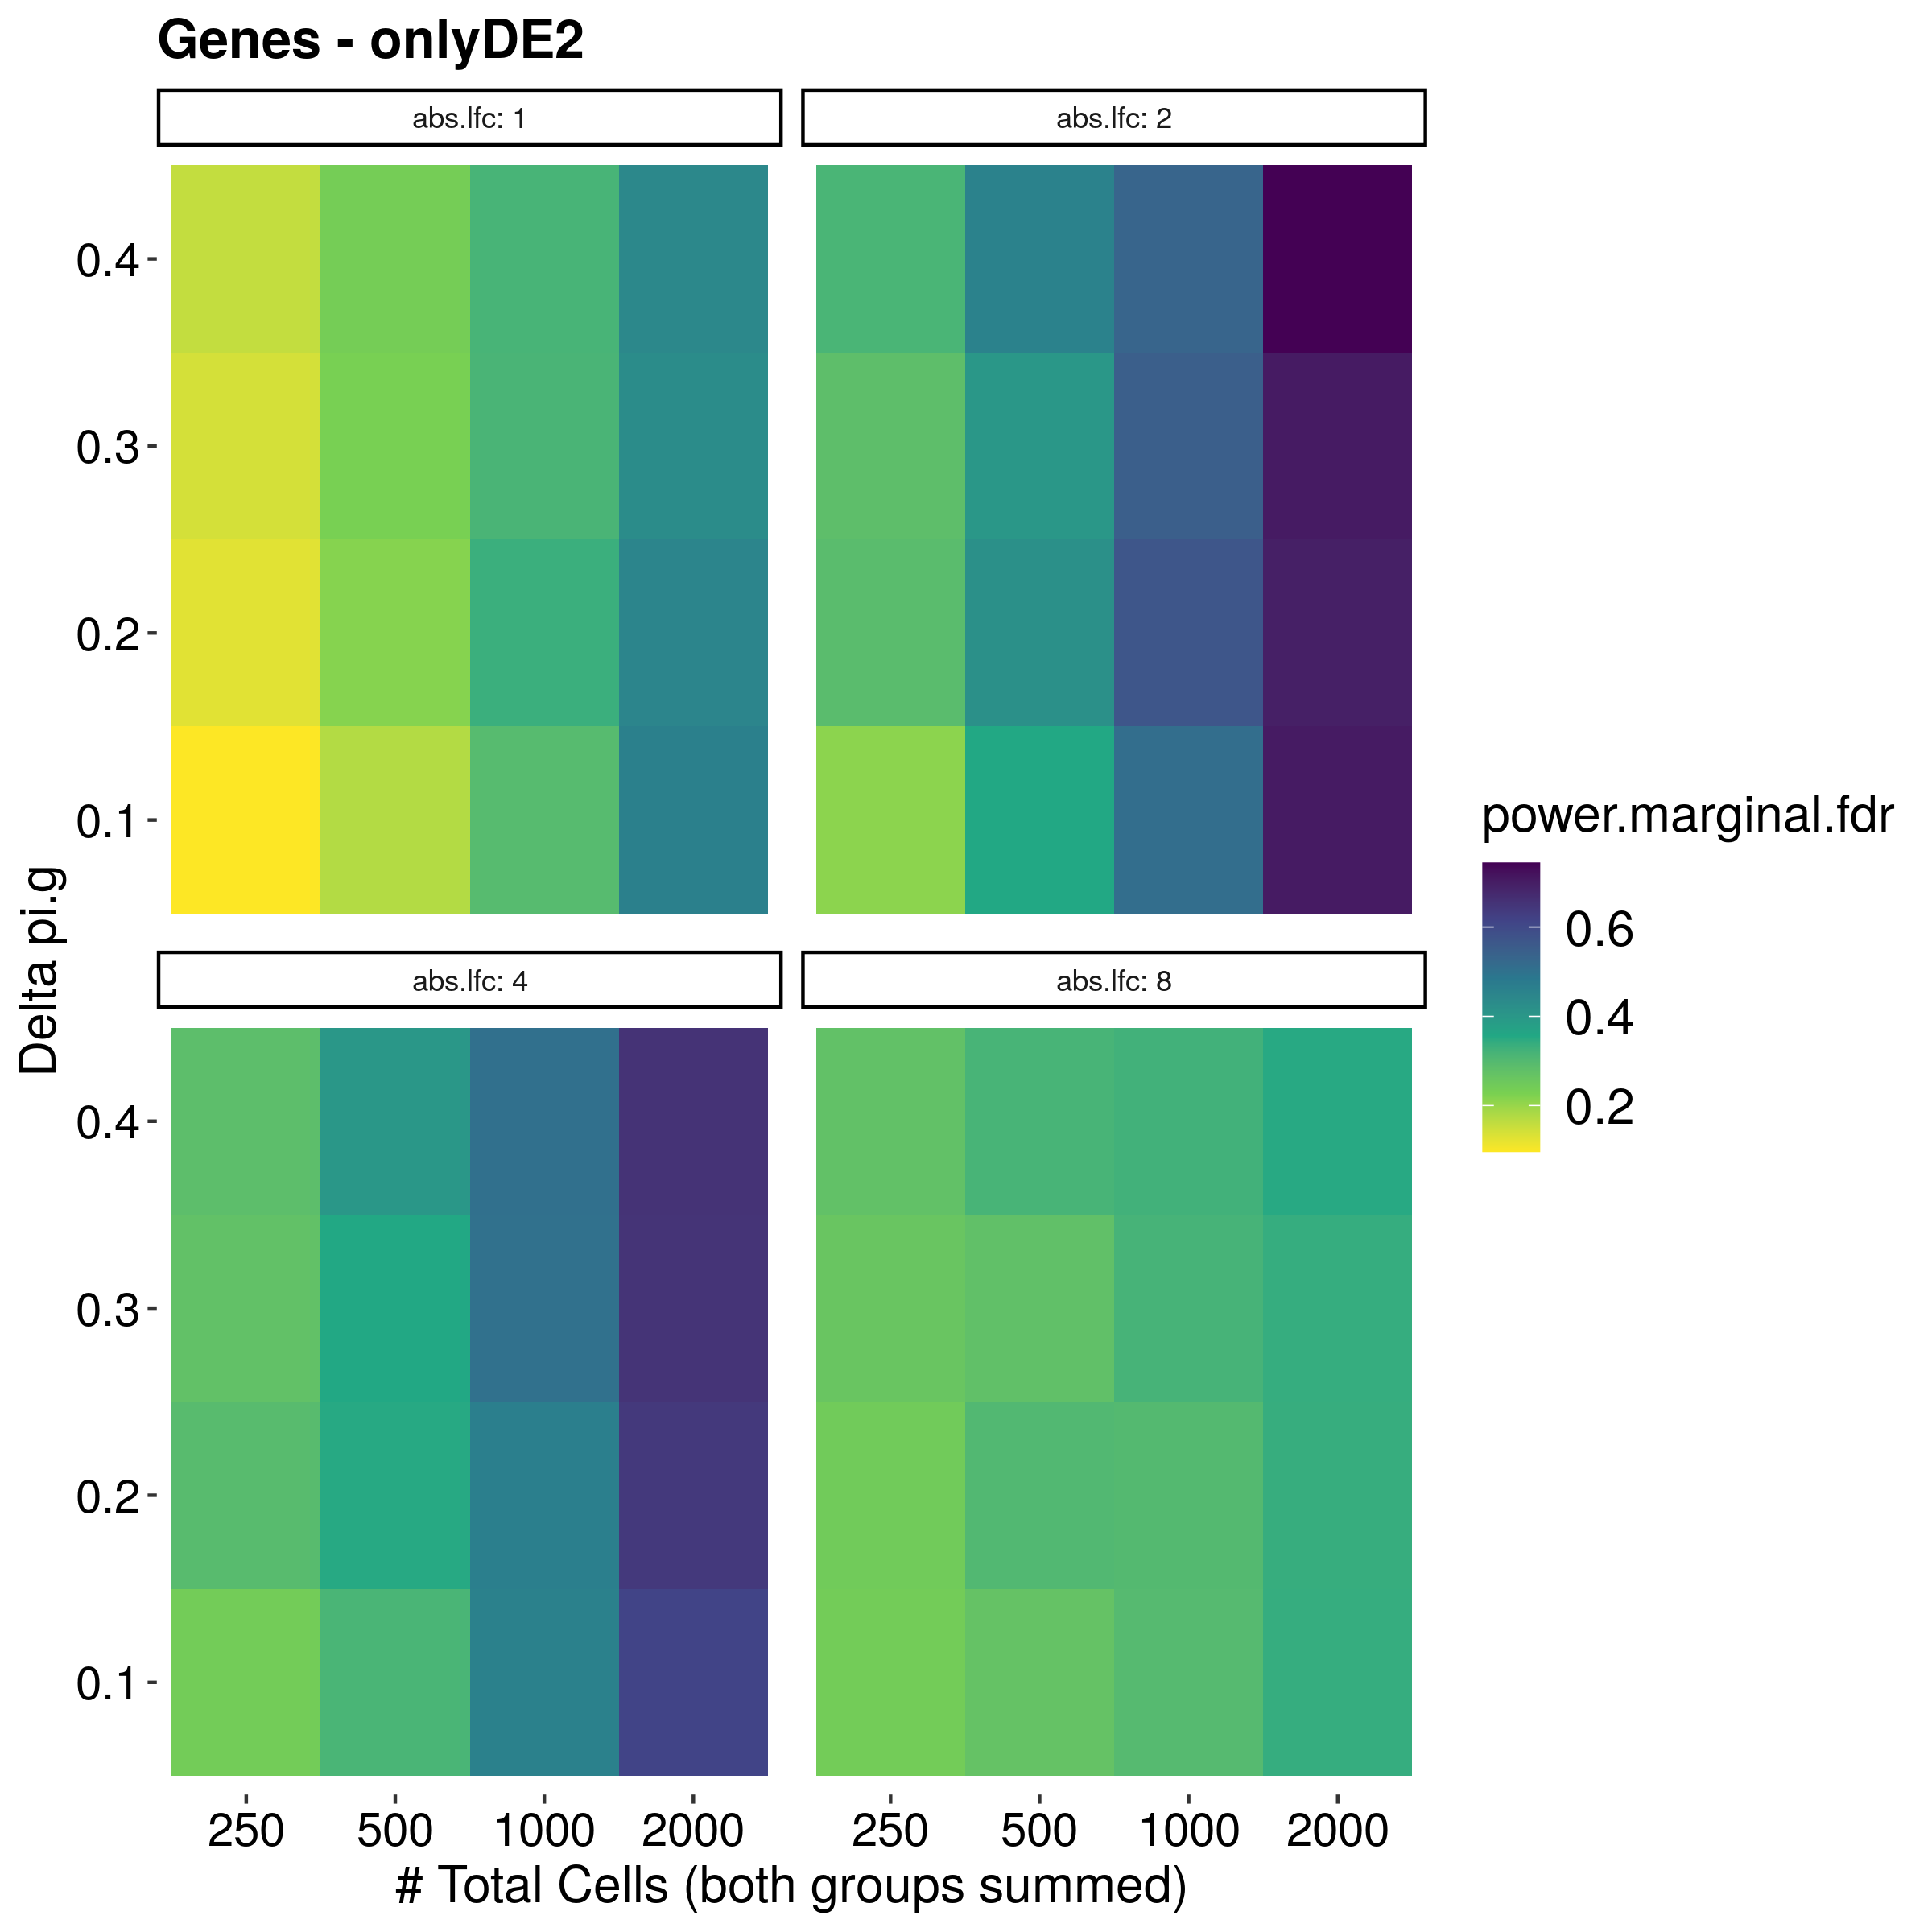 Genes - onlyDE2
abs.lfc: 1
abs.lfc: 2
0.4
0.3
0.2
0.1
abs.lfc: 4
abs.lfc: 8
0.4
0.3
0.2
0.1
250 500 1000 2000
250 500 1000 2000
# Total Cells (both groups summed)
Delta pi.g
power.marginal.fdr
0.6
0.4
0.2